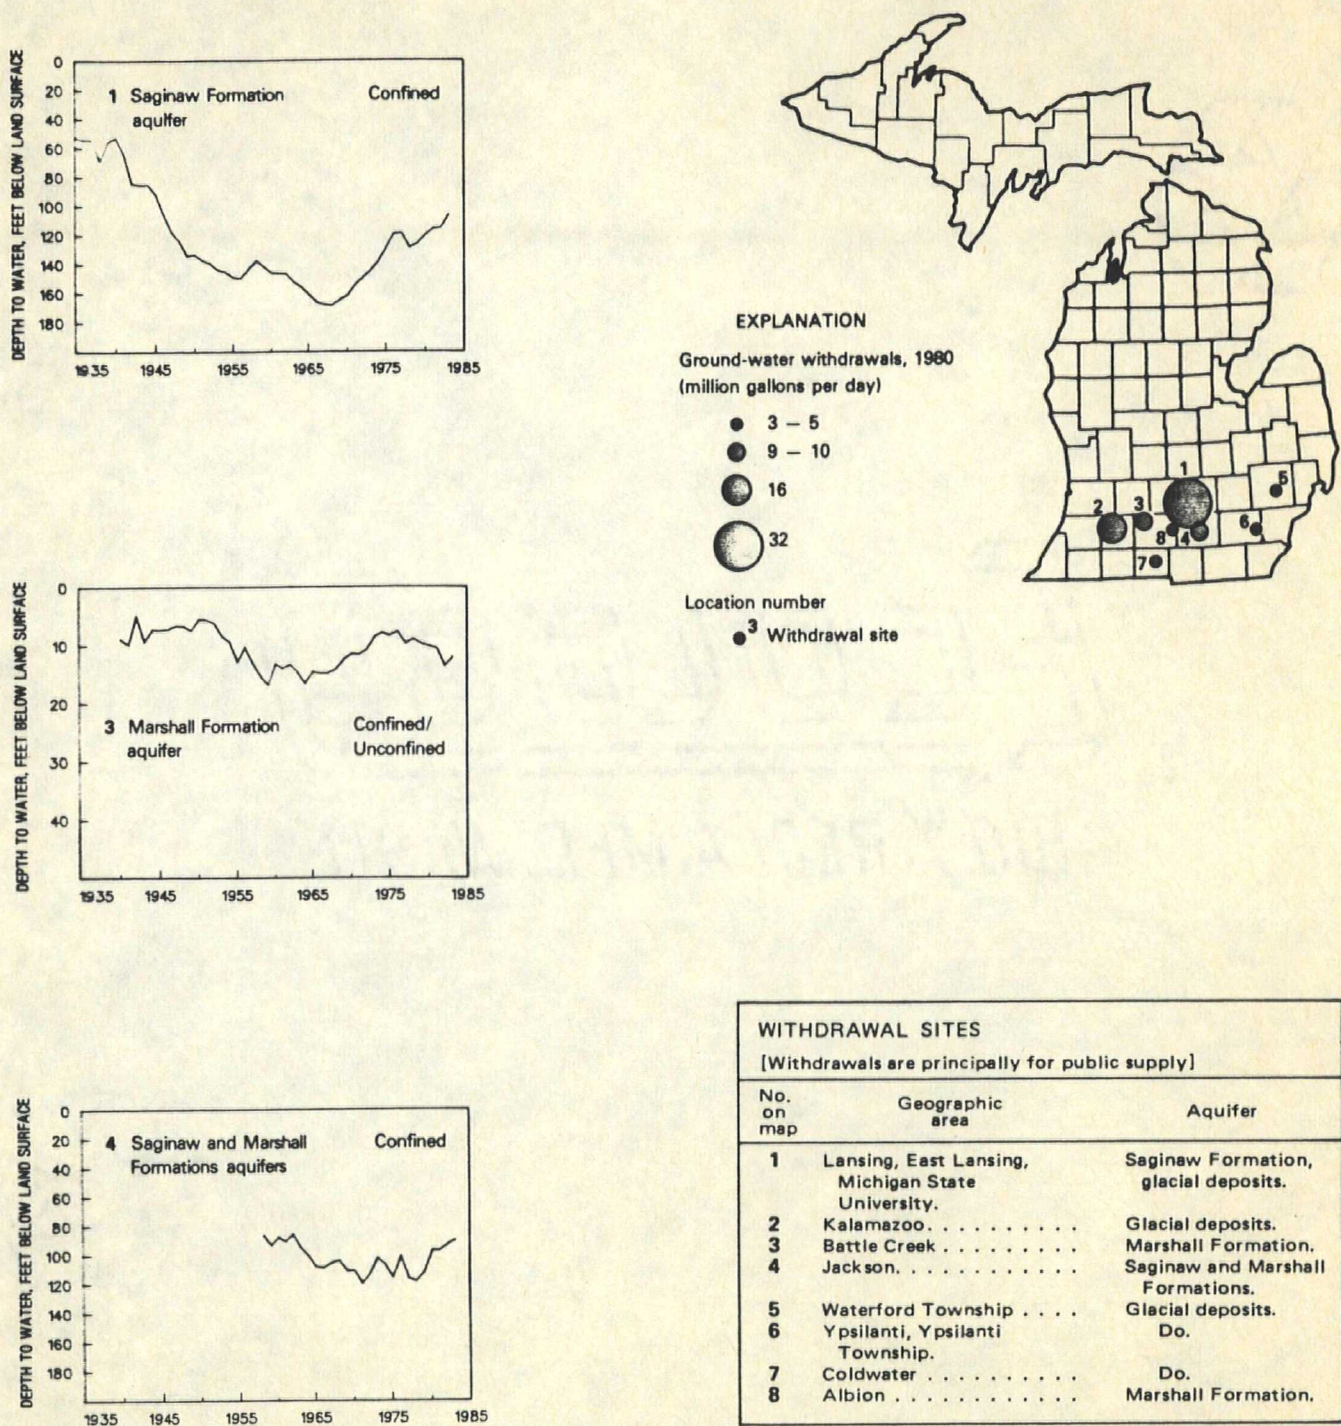 DEPTH TO WATER, FEET BELOW LAND SURFACE
0
20
40
60
80
100
120
140
160
180
1 Saginaw Formation
aquifer
Confined
1935 1945 1955 1965 1975 1985
EXPLANATION
Ground-water withdrawals, 1980
(million gallons per day)
3 – 5
9 – 10
16
32
Location number
3 Withdrawal site
1
2
3
4
5
6
7
8
DEPTH TO WATER, FEET BELOW LAND SURFACE
0
10
20
30
40
3 Marshall Formation
aquifer
Confined/
Unconfined
1935 1945 1955 1965 1975 1985
DEPTH TO WATER, FEET BELOW LAND SURFACE
0
20
40
60
80
100
120
140
160
180
4 Saginaw and Marshall
Formations aquifers
Confined
1935 1945 1955 1965 1975 1985
WITHDRAWAL SITES
[Withdrawals are principally for public supply]
No.
on
map
Geographic
area
Aquifer
1 Lansing, East Lansing, Saginaw Formation,
Michigan State glacial deposits.
University.
2 Kalamazoo. . . . . . . . . . Glacial deposits.
3 Battle Creek . . . . . . . . . Marshall Formation.
4 Jackson. . . . . . . . . . . . Saginaw and Marshall
Formations.
5 Waterford Township . . . . Glacial deposits.
6 Ypsilanti, Ypsilanti Do.
Township.
7 Coldwater . . . . . . . . . . Do.
8 Albion . . . . . . . . . . . . Marshall Formation.